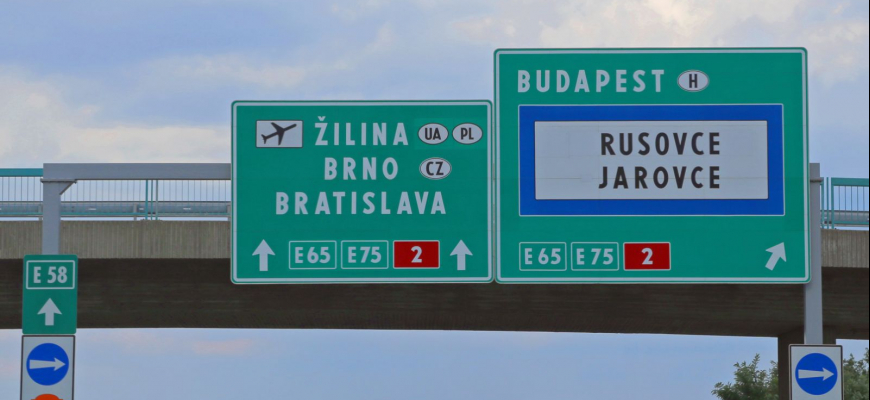 ŽILINA UA PL
BRNO CZ
BRATISLAVA
E65 E75 2
BUDAPEST H
RUSOVCE
JAROVCE
E65 E75 2
E 58